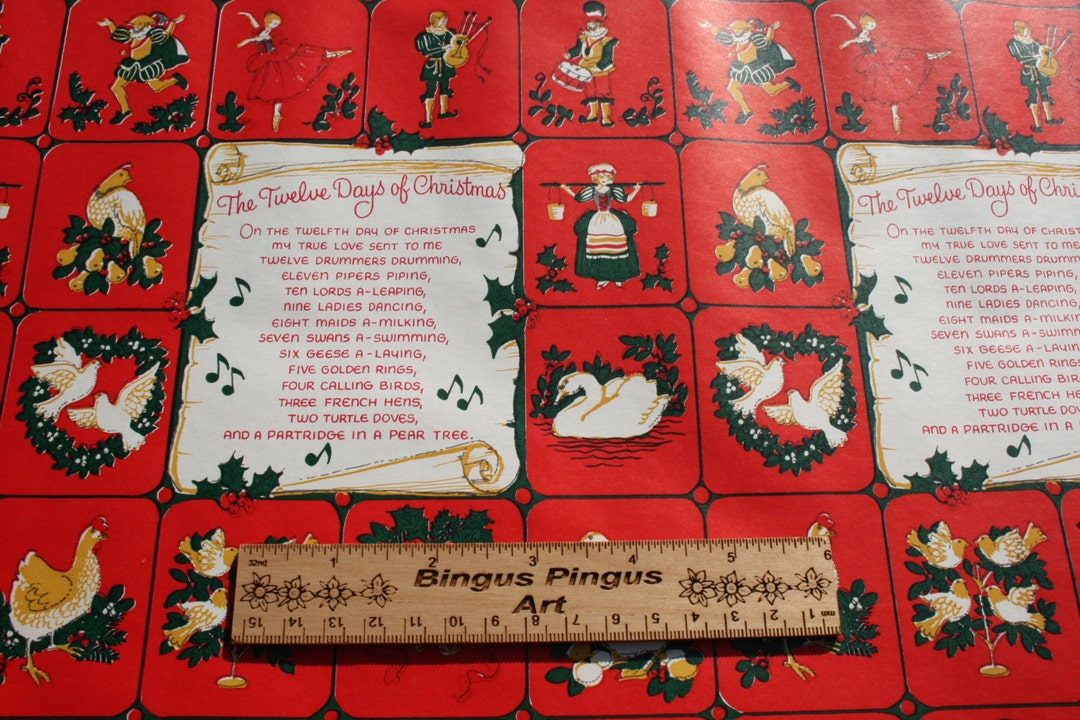 The Twelve Days of Christmas
On the twelfth day of Christmas
my true love sent to me
twelve drummers drumming,
eleven pipers piping,
ten lords a-leaping,
nine ladies dancing,
eight maids a-milking,
seven swans a-swimming,
six geese a-laying,
five golden rings,
four calling birds,
three french hens,
two turtle doves,
and a partridge in a pear tree.
The Twelve Days of Chri
On the twelfth day of Chris
my true love sent to me
twelve drummers drummi
eleven pipers piping,
ten lords a-leaping,
nine ladies dancing
eight maids a-milkin
seven swans a-swimm
six geese a-layin
five golden ring
four calling bird
three french hen
two turtle dov
and a partridge in a
32nd 1 2 3 4 5 6
Bingus Pingus
Art
15 14 13 12 11 10 9 8 7 6 5 4 3 2 1 mm